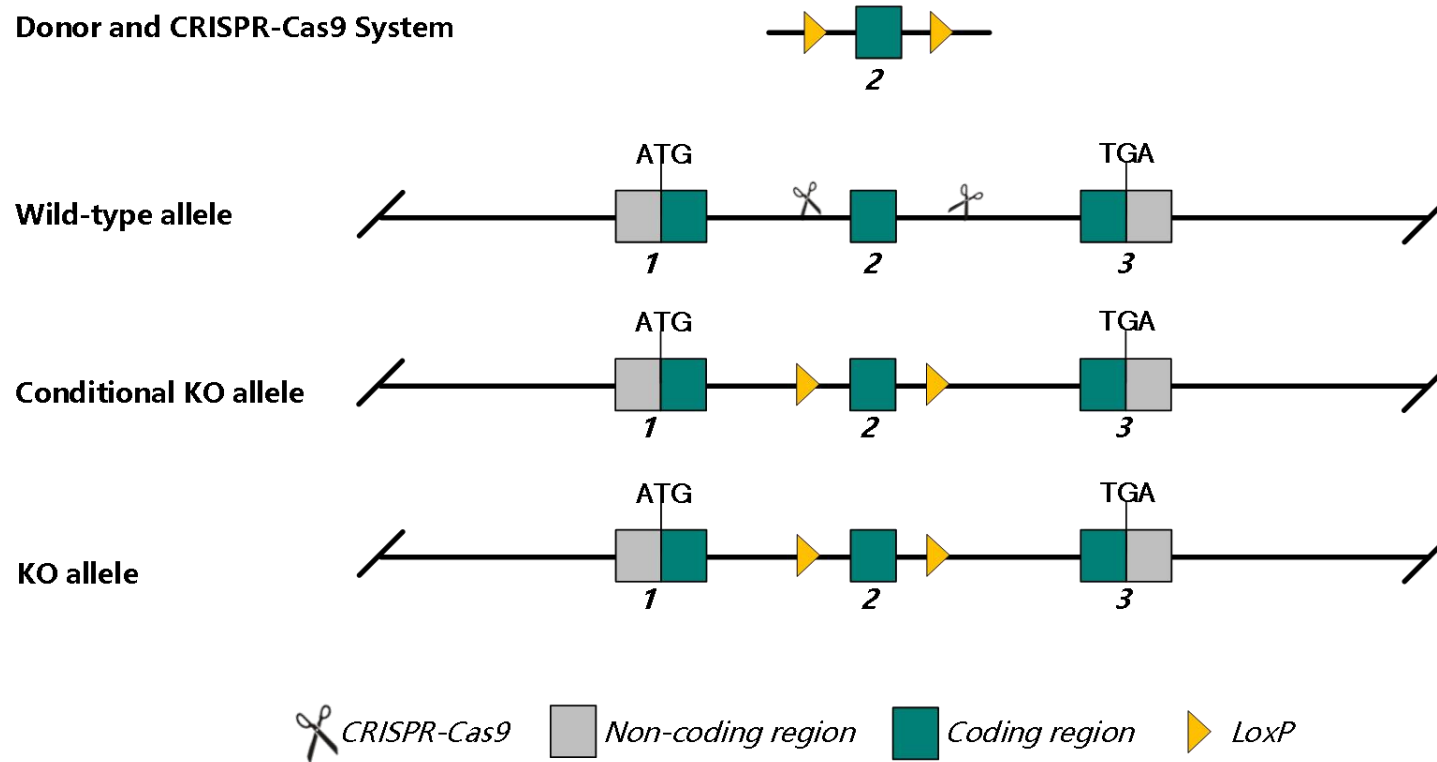 Donor and CRISPR-Cas9 System
2
ATG TGA
Wild-type allele
1 2 3
ATG TGA
Conditional KO allele
1 2 3
ATG TGA
KO allele
1 2 3
CRISPR-Cas9 Non-coding region Coding region LoxP